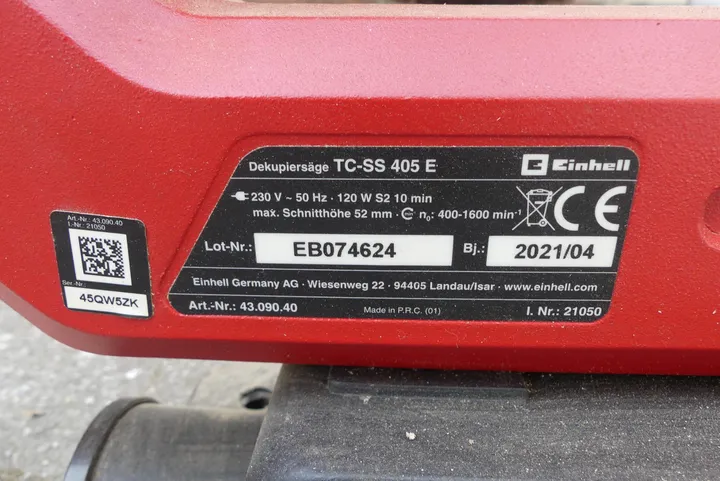 Dekupiersäge TC-SS 405 E
Einhell
230 V ~ 50 Hz · 120 W S2 10 min
max. Schnitthöhe 52 mm · n₀: 400-1600 min⁻¹
CE
Lot-Nr.: EB074624 Bj.: 2021/04
Einhell Germany AG · Wiesenweg 22 · 94405 Landau/Isar · www.einhell.com
Art.-Nr.: 43.090.40 Made in P.R.C. (01) I. Nr.: 21050
Art.-Nr.: 43.090.40
I.-Nr.: 21050
Ser.-Nr.:
45QW5ZK